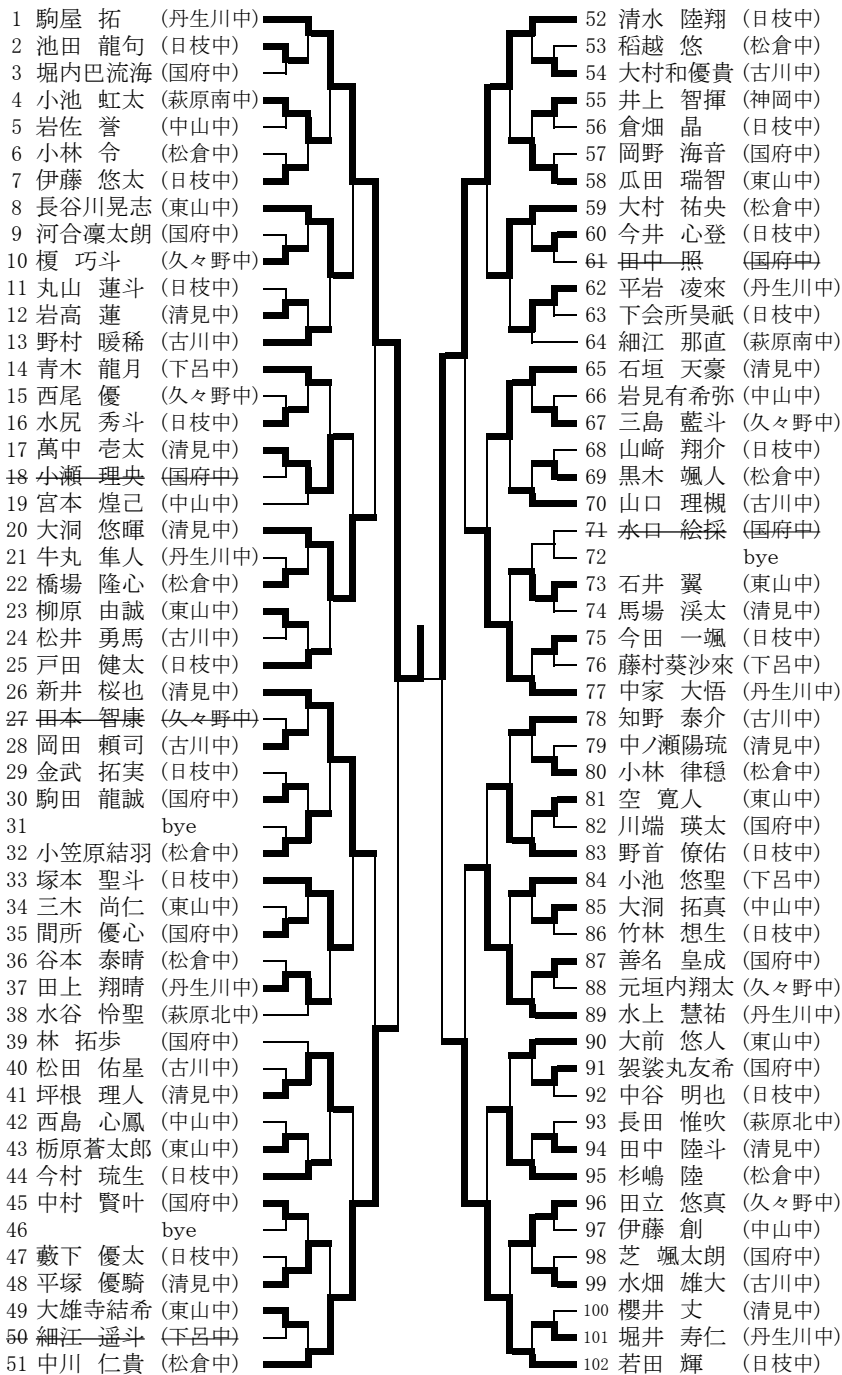 1 駒屋 拓 (丹生川中)
2 池田 龍句 (日枝中)
3 堀内巴流海 (国府中)
4 小池 虹太 (萩原南中)
5 岩佐 誉 (中山中)
6 小林 令 (松倉中)
7 伊藤 悠太 (日枝中)
8 長谷川晃志 (東山中)
9 河合凜太朗 (国府中)
10 榎 巧斗 (久々野中)
11 丸山 蓮斗 (日枝中)
12 岩高 蓮 (清見中)
13 野村 暖稀 (古川中)
14 青木 龍月 (下呂中)
15 西尾 優 (久々野中)
16 水尻 秀斗 (日枝中)
17 萬中 壱太 (清見中)
18 小瀬 理央 (国府中)
19 宮本 煌己 (中山中)
20 大洞 悠暉 (清見中)
21 牛丸 隼人 (丹生川中)
22 橋場 隆心 (松倉中)
23 柳原 由誠 (東山中)
24 松井 勇馬 (古川中)
25 戸田 健太 (日枝中)
26 新井 桜也 (清見中)
27 田本 智康 (久々野中)
28 岡田 頼司 (古川中)
29 金武 拓実 (日枝中)
30 駒田 龍誠 (国府中)
31 bye
32 小笠原結羽 (松倉中)
33 塚本 聖斗 (日枝中)
34 三木 尚仁 (東山中)
35 間所 優心 (国府中)
36 谷本 泰晴 (松倉中)
37 田上 翔晴 (丹生川中)
38 水谷 怜聖 (萩原北中)
39 林 拓歩 (国府中)
40 松田 佑星 (古川中)
41 坪根 理人 (清見中)
42 西島 心鳳 (中山中)
43 栃原蒼太郎 (東山中)
44 今村 琉生 (日枝中)
45 中村 賢叶 (国府中)
46 bye
47 藪下 優太 (日枝中)
48 平塚 優騎 (清見中)
49 大雄寺結希 (東山中)
50 細江 遥斗 (下呂中)
51 中川 仁貴 (松倉中)
52 清水 陸翔 (日枝中)
53 稻越 悠 (松倉中)
54 大村和優貴 (古川中)
55 井上 智揮 (神岡中)
56 倉畑 晶 (日枝中)
57 岡野 海音 (国府中)
58 瓜田 瑞智 (東山中)
59 大村 祐央 (松倉中)
60 今井 心登 (日枝中)
61 田中 照 (国府中)
62 平岩 凌來 (丹生川中)
63 下会所昊祇 (日枝中)
64 細江 那直 (萩原南中)
65 石垣 天豪 (清見中)
66 岩見有希弥 (中山中)
67 三島 藍斗 (久々野中)
68 山﨑 翔介 (日枝中)
69 黒木 颯人 (松倉中)
70 山口 理槻 (古川中)
71 水口 絵採 (国府中)
72 bye
73 石井 翼 (東山中)
74 馬場 渓太 (清見中)
75 今田 一颯 (日枝中)
76 藤村葵沙來 (下呂中)
77 中家 大悟 (丹生川中)
78 知野 泰介 (古川中)
79 中ノ瀬陽琉 (清見中)
80 小林 律穏 (松倉中)
81 空 寛人 (東山中)
82 川端 瑛太 (国府中)
83 野首 僚佑 (日枝中)
84 小池 悠聖 (下呂中)
85 大洞 拓真 (中山中)
86 竹林 想生 (日枝中)
87 善名 皇成 (国府中)
88 元垣内翔太 (久々野中)
89 水上 慧祐 (丹生川中)
90 大前 悠人 (東山中)
91 袈裟丸友希 (国府中)
92 中谷 明也 (日枝中)
93 長田 惟吹 (萩原北中)
94 田中 陸斗 (清見中)
95 杉嶋 陸 (松倉中)
96 田立 悠真 (久々野中)
97 伊藤 創 (中山中)
98 芝 颯太朗 (国府中)
99 水畑 雄大 (古川中)
100 櫻井 丈 (清見中)
101 堀井 寿仁 (丹生川中)
102 若田 輝 (日枝中)